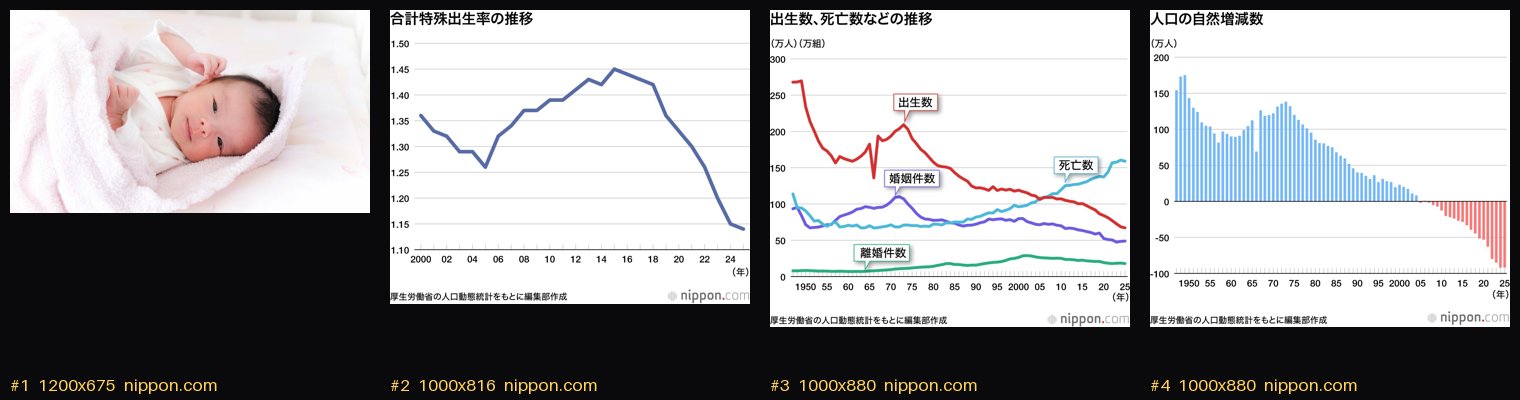 合計特殊出生率の推移
1.50
1.45
1.40
1.35
1.30
1.25
1.20
1.15
1.10
2000 02 04 06 08 10 12 14 16 18 20 22 24
(年)
厚生労働省の人口動態統計をもとに編集部作成
nippon.com
出生数、死亡数などの推移
(万人)(万組)
300
250
200
150
100
50
0
出生数
死亡数
婚姻件数
離婚件数
1950 55 60 65 70 75 80 85 90 95 2000 05 10 15 20 25
(年)
厚生労働省の人口動態統計をもとに編集部作成
nippon.com
人口の自然増減数
(万人)
200
150
100
50
0
-50
-100
1950 55 60 65 70 75 80 85 90 95 2000 05 10 15 20 25
(年)
厚生労働省の人口動態統計をもとに編集部作成
nippon.com
#1 1200x675 nippon.com
#2 1000x816 nippon.com
#3 1000x880 nippon.com
#4 1000x880 nippon.com